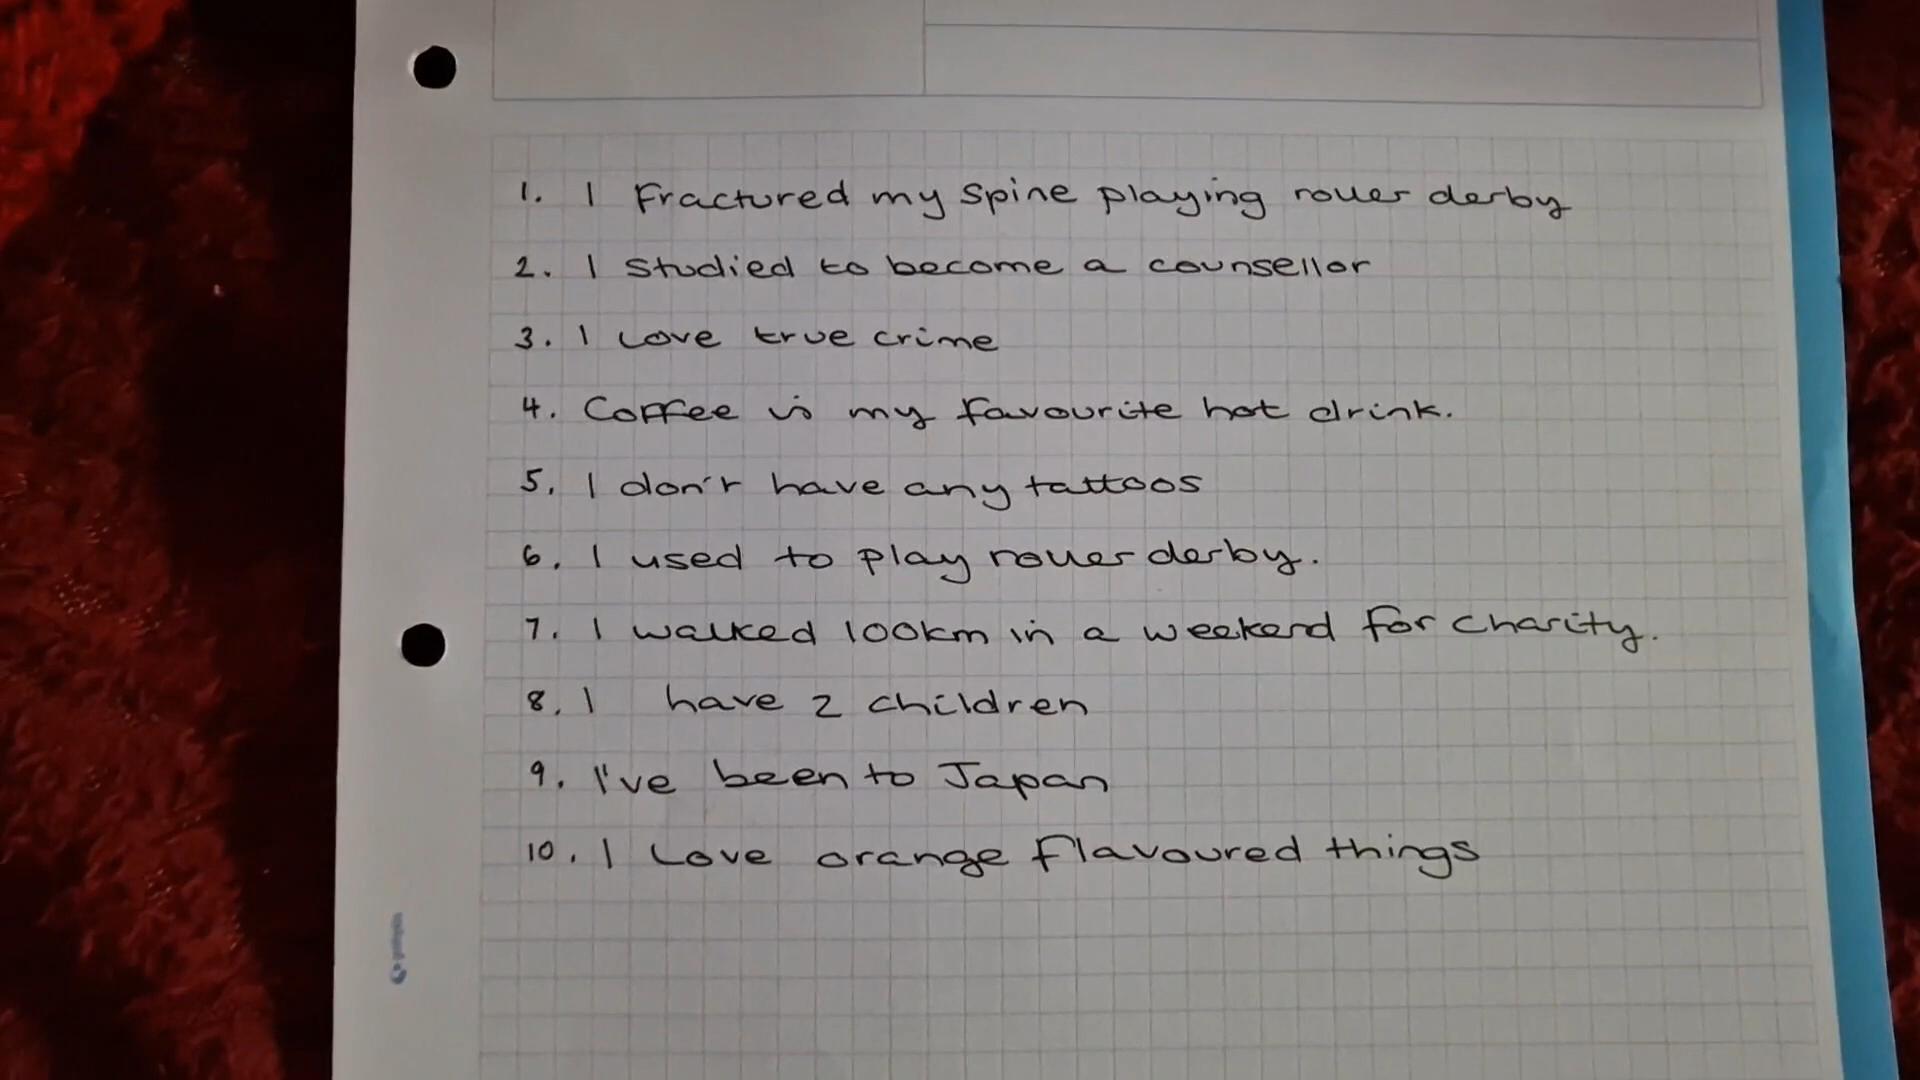 1. I Fractured my spine playing roller derby
2. I studied to become a counsellor
3. I love true crime
4. Coffee is my favourite hot drink.
5. I don't have any tattoos
6. I used to play roller derby.
7. I walked 100km in a weekend for charity.
8. I have 2 children
9. I've been to Japan
10. I love orange flavoured things